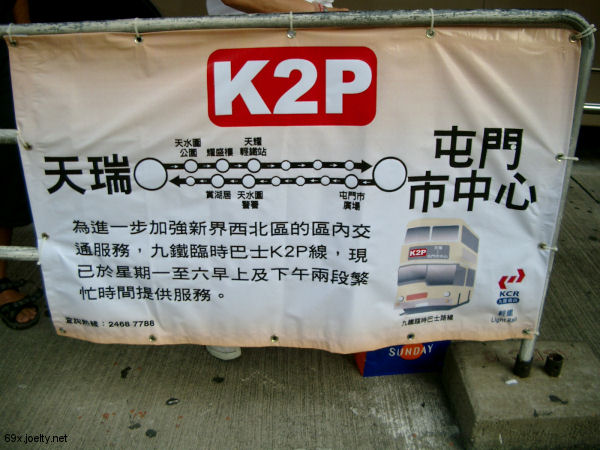 K2P
天瑞
天水圍
公園
耀盛樓
天耀
輕鐵站
賞湖居
天水圍
警署
屯門市
廣場
屯門
市中心
為進一步加強新界西北區的區內交
通服務，九鐵臨時巴士K2P線，現
已於星期一至六早上及下午兩段繁
忙時間提供服務。
查詢熱線：2468 7788
K2P
九鐵臨時巴士路線
KCR
九廣鐵路
輕鐵
Light Rail
SUNDAY
69x.joelty.net